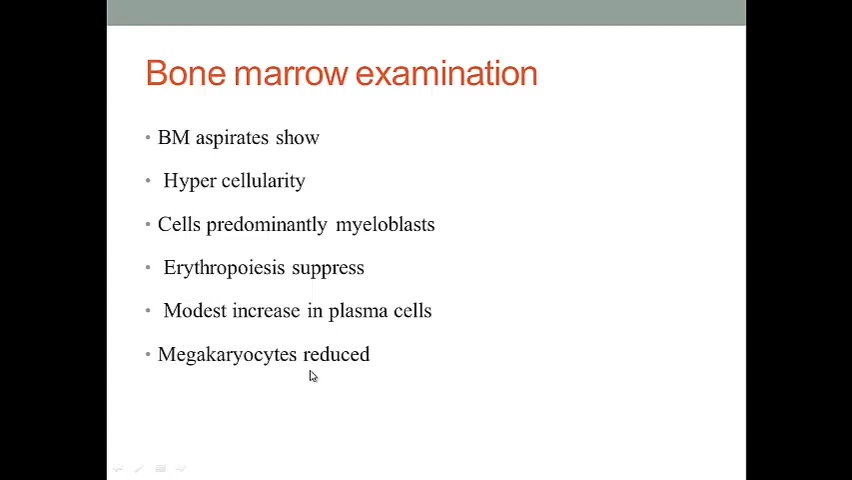 Bone marrow examination
• BM aspirates show
• Hyper cellularity
• Cells predominantly myeloblasts
• Erythropoiesis suppress
• Modest increase in plasma cells
• Megakaryocytes reduced